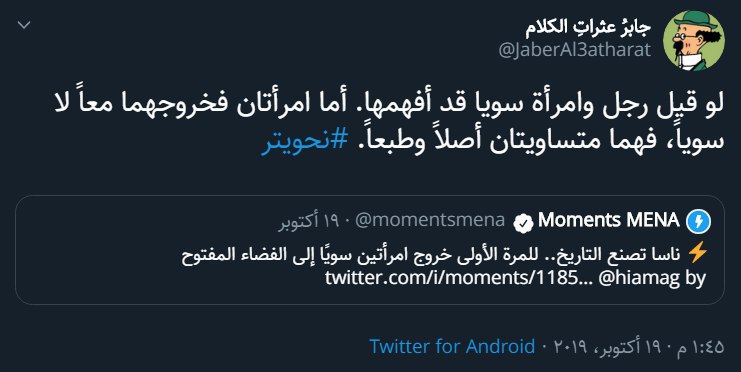 جابرُ عثراتِ الكلام
@JaberAl3atharat
لو قيل رجل وامرأة سويا قد أفهمها. أما امرأتان فخروجهما معاً لا
سوياً، فهما متساويتان أصلاً وطبعاً. #نحويتر
Moments MENA @momentsmena · ١٩ أكتوبر
⚡ ناسا تصنع التاريخ.. للمرة الأولى خروج امرأتين سويًا إلى الفضاء المفتوح
twitter.com/i/moments/1185... @hiamag by
١:٤٥ م · ١٩ أكتوبر، ٢٠١٩ · Twitter for Android